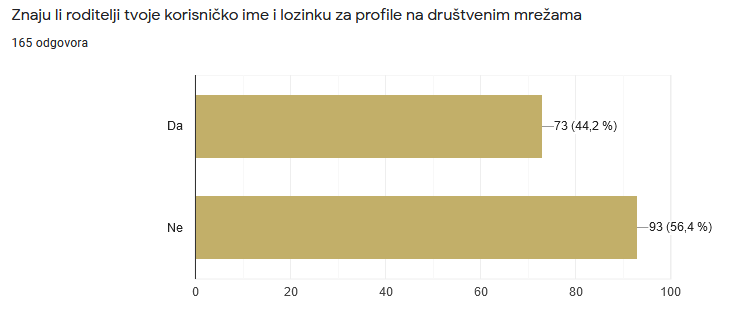 Znaju li roditelji tvoje korisničko ime i lozinku za profile na društvenim mrežama
165 odgovora
Da
73 (44,2 %)
Ne
93 (56,4 %)
0 20 40 60 80 100